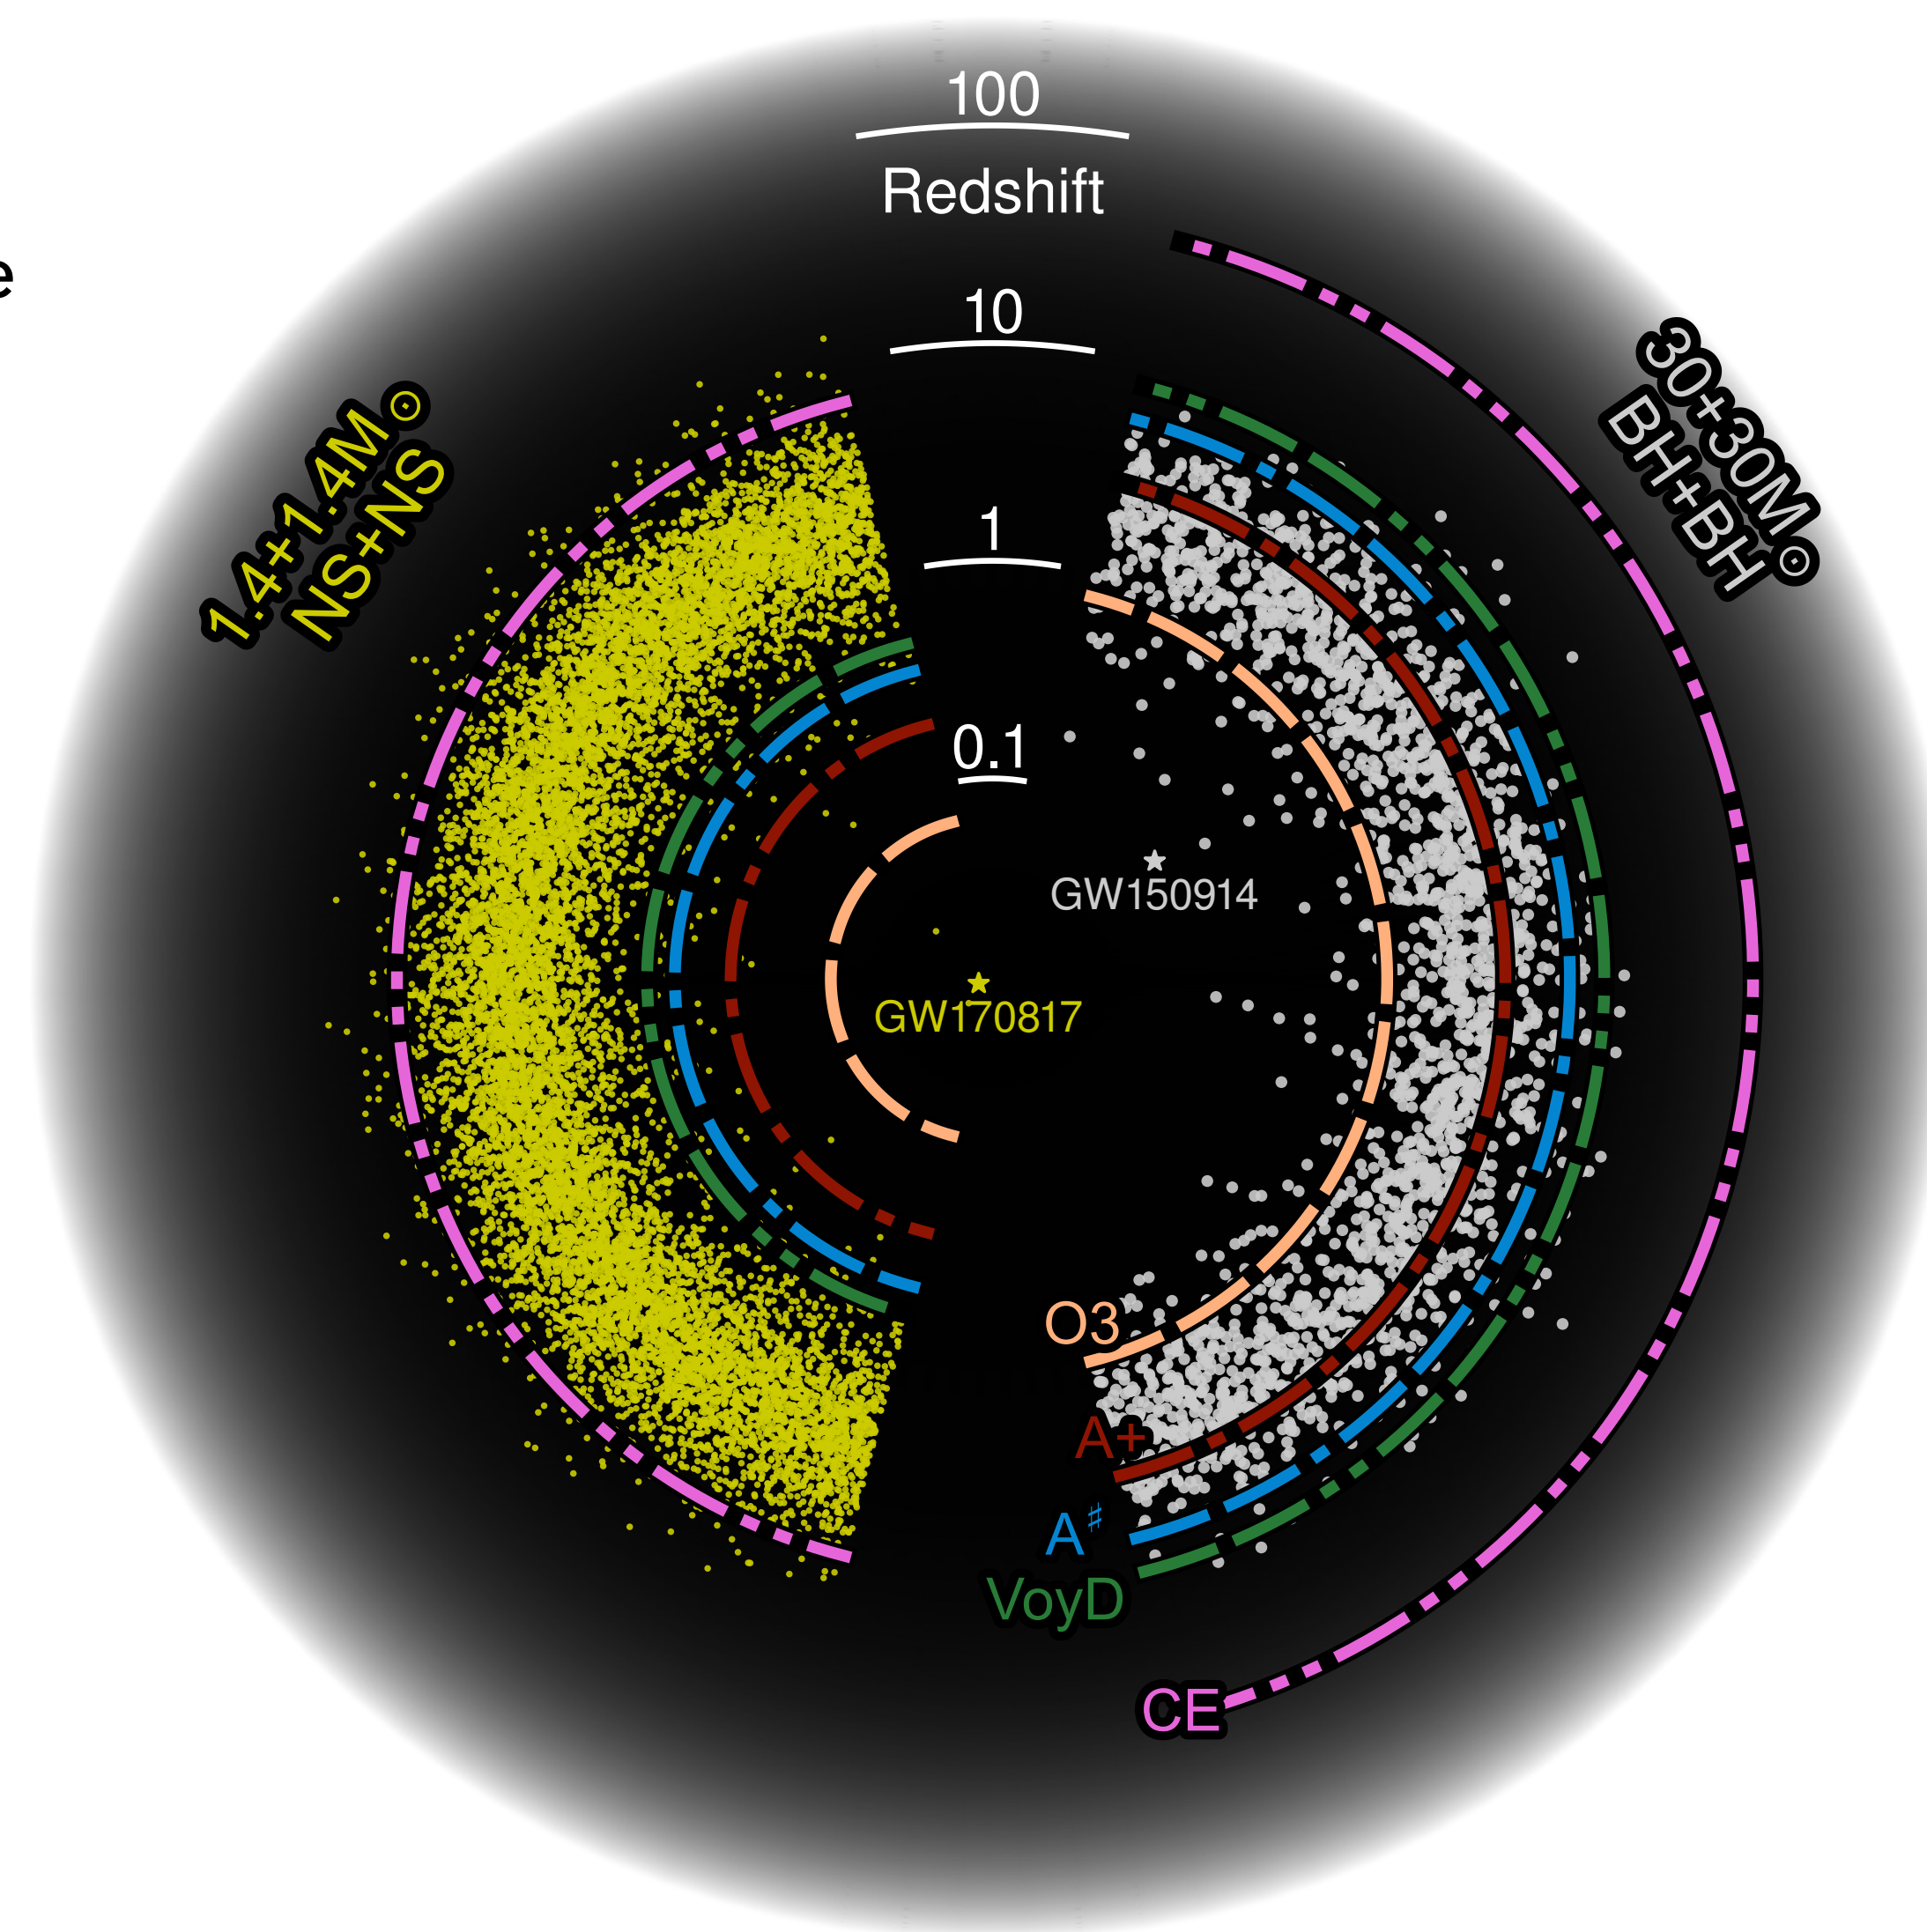 100
Redshift
10
1
0.1
e
1.4+1.4M⊙
NS+NS
30+30M⊙
BH+BH
GW150914
GW170817
O3
A+
A♯
VoyD
CE